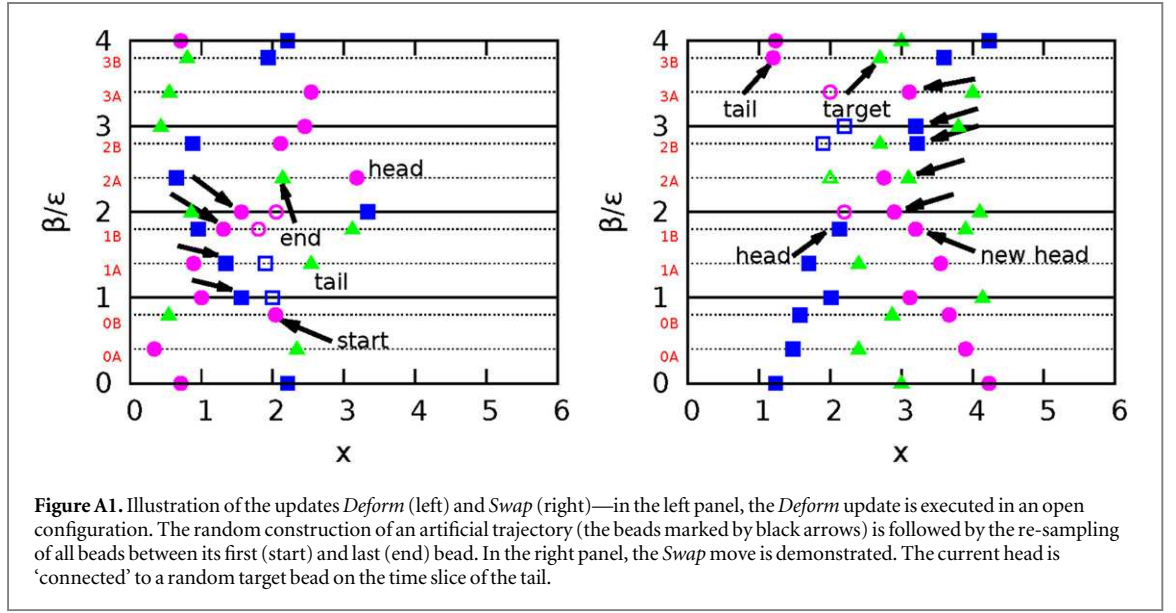 4
3B
3A
tail
target
3
2B
β/ε
2A
head
2
1B
end
head
new head
1A
tail
1
0B
start
0A
0
0 1 2 3 4 5 6
x
4
3B
3A
3
2B
β/ε
2A
2
1B
1A
1
0B
0A
0
0 1 2 3 4 5 6
x
Figure A1. Illustration of the updates Deform (left) and Swap (right)—in the left panel, the Deform update is executed in an open
configuration. The random construction of an artificial trajectory (the beads marked by black arrows) is followed by the re-sampling
of all beads between its first (start) and last (end) bead. In the right panel, the Swap move is demonstrated. The current head is
‘connected’ to a random target bead on the time slice of the tail.